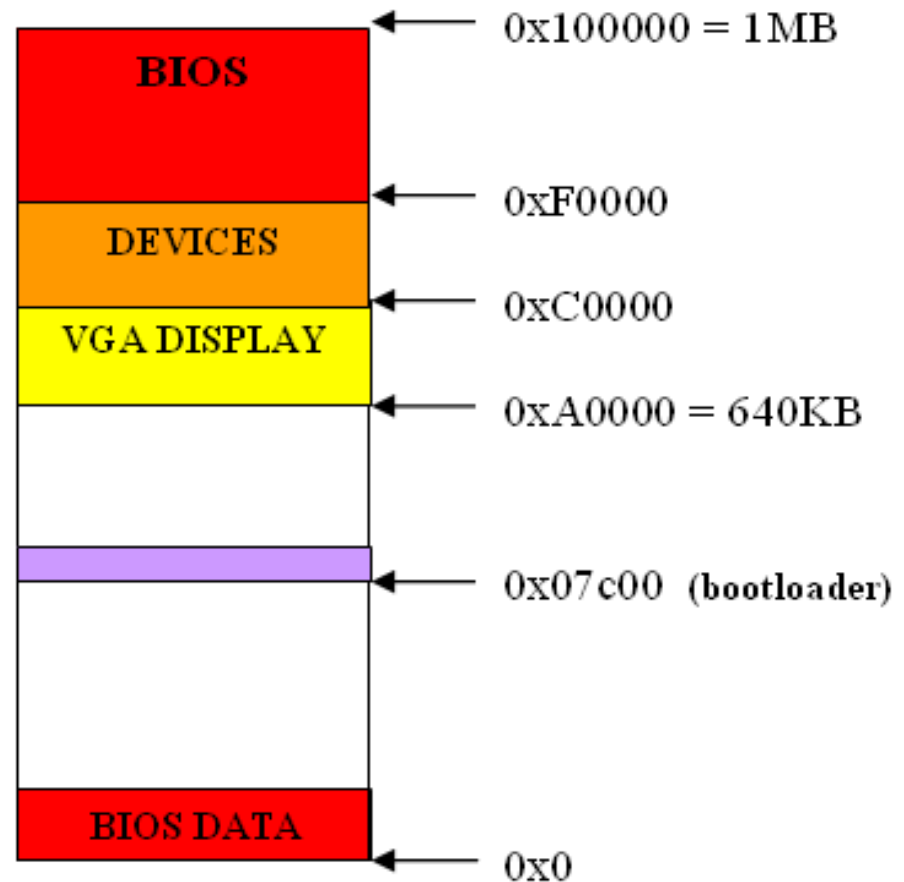 0x100000 = 1MB
BIOS
0xF0000
DEVICES
0xC0000
VGA DISPLAY
0xA0000 = 640KB
0x07c00 (bootloader)
BIOS DATA
0x0